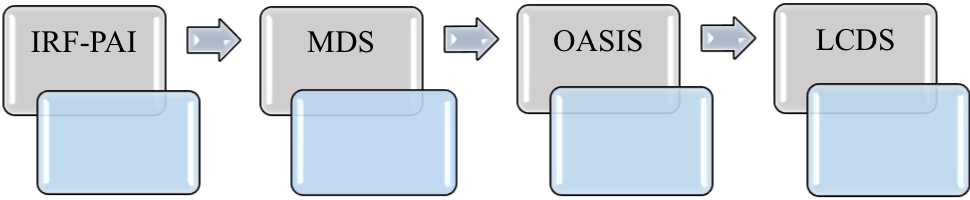 IRF-PAI
MDS
OASIS
LCDS